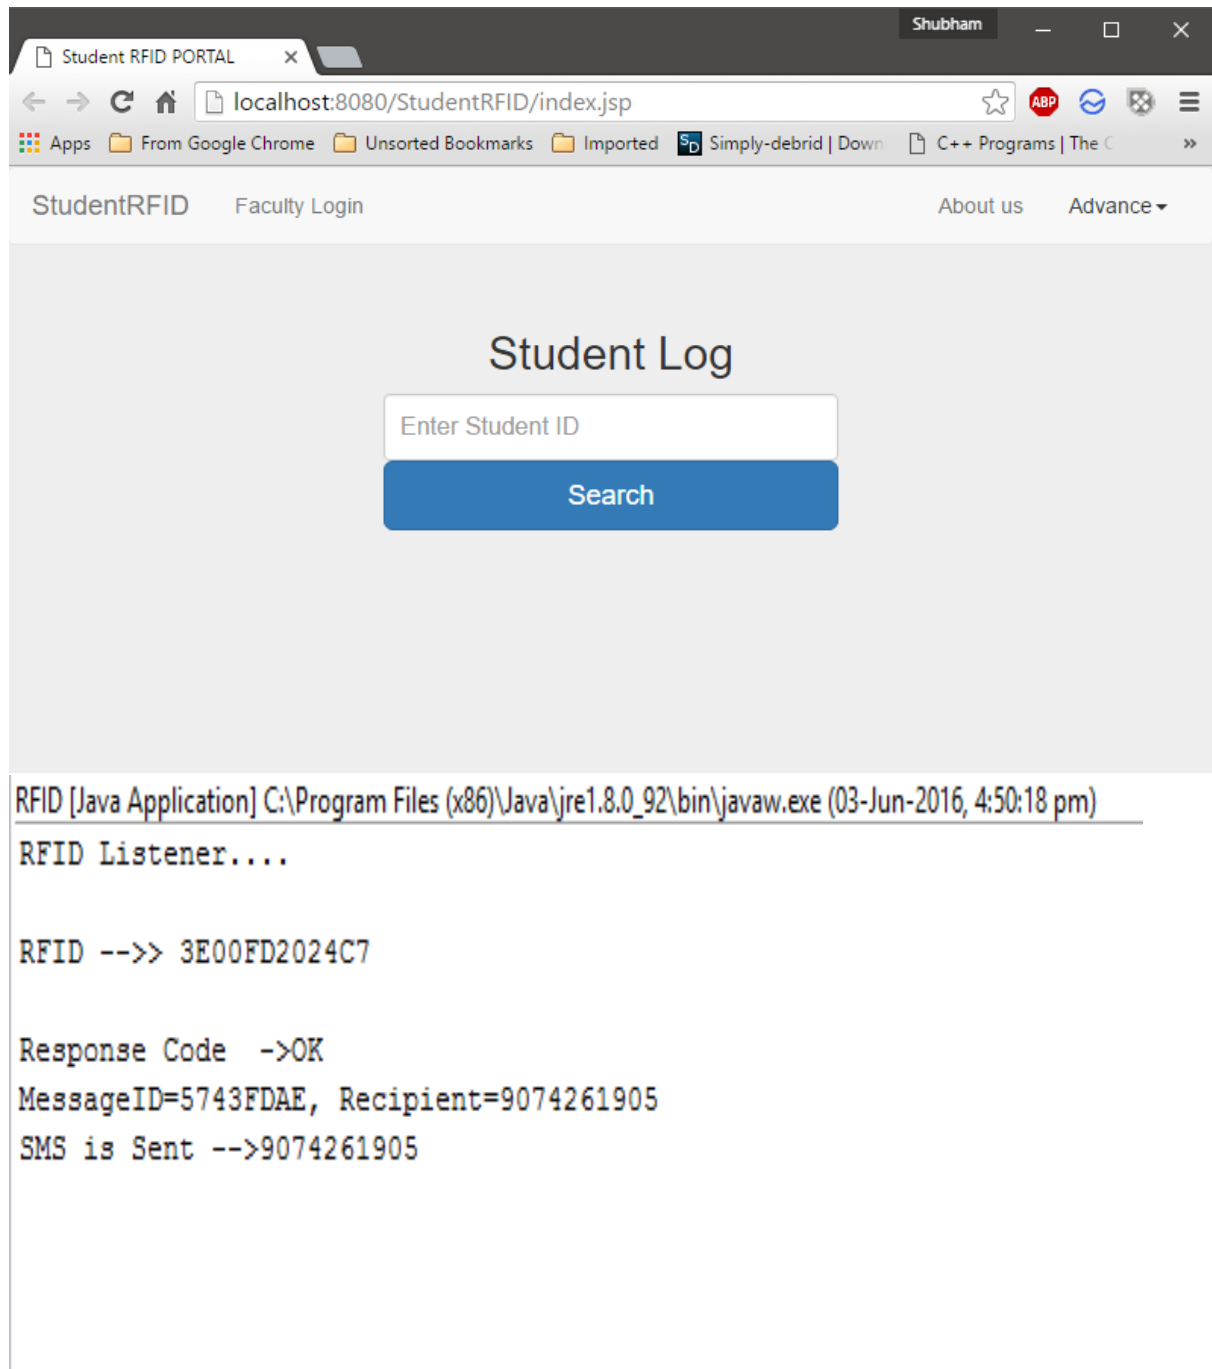 Shubham
Student RFID PORTAL
localhost:8080/StudentRFID/index.jsp
ABP
Apps From Google Chrome Unsorted Bookmarks Imported SD Simply-debrid | Down C++ Programs | The C »
StudentRFID Faculty Login About us Advance
Student Log
Enter Student ID
Search
RFID [Java Application] C:\Program Files (x86)\Java\jre1.8.0_92\bin\javaw.exe (03-Jun-2016, 4:50:18 pm)
RFID Listener....
RFID -->> 3E00FD2024C7
Response Code  ->OK
MessageID=5743FDAE, Recipient=9074261905
SMS is Sent -->9074261905